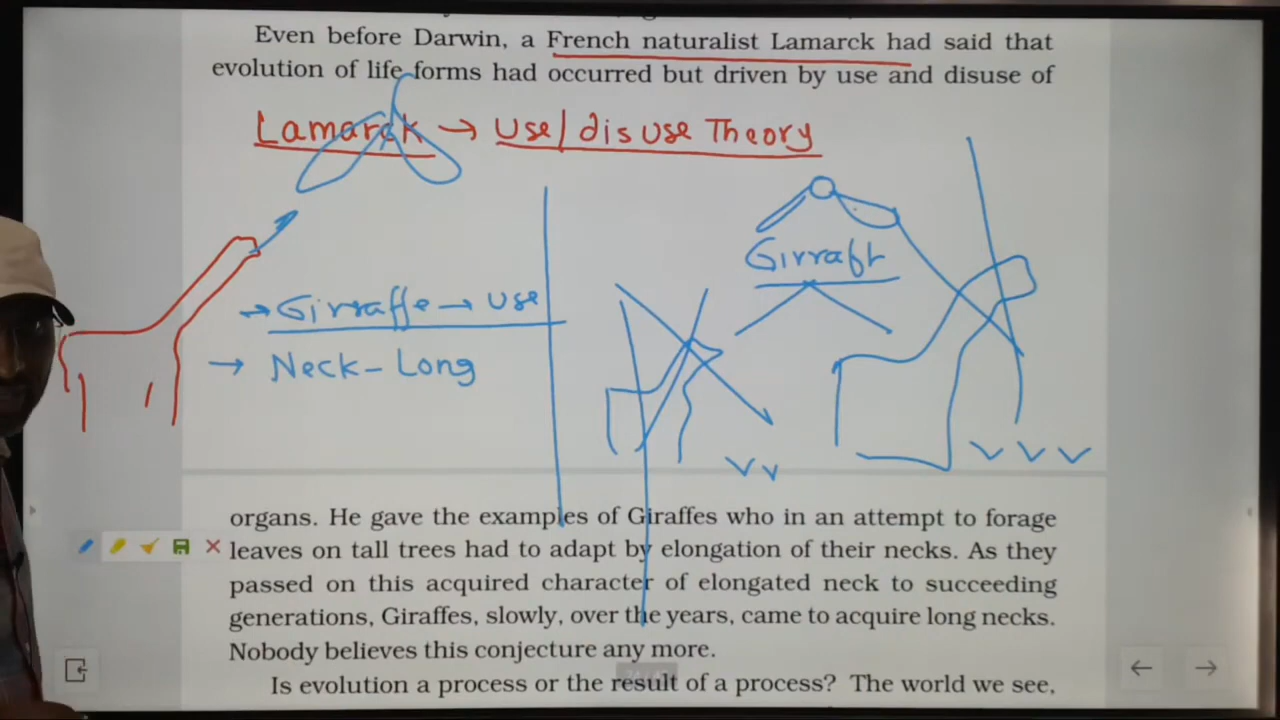 Even before Darwin, a French naturalist Lamarck had said that
evolution of life forms had occurred but driven by use and disuse of
Lamarck → Use/disuse Theory
Girraft
→ Girraffe → Use
→ Neck-Long
organs. He gave the examples of Giraffes who in an attempt to forage
leaves on tall trees had to adapt by elongation of their necks. As they
passed on this acquired character of elongated neck to succeeding
generations, Giraffes, slowly, over the years, came to acquire long necks.
Nobody believes this conjecture any more.
Is evolution a process or the result of a process? The world we see,